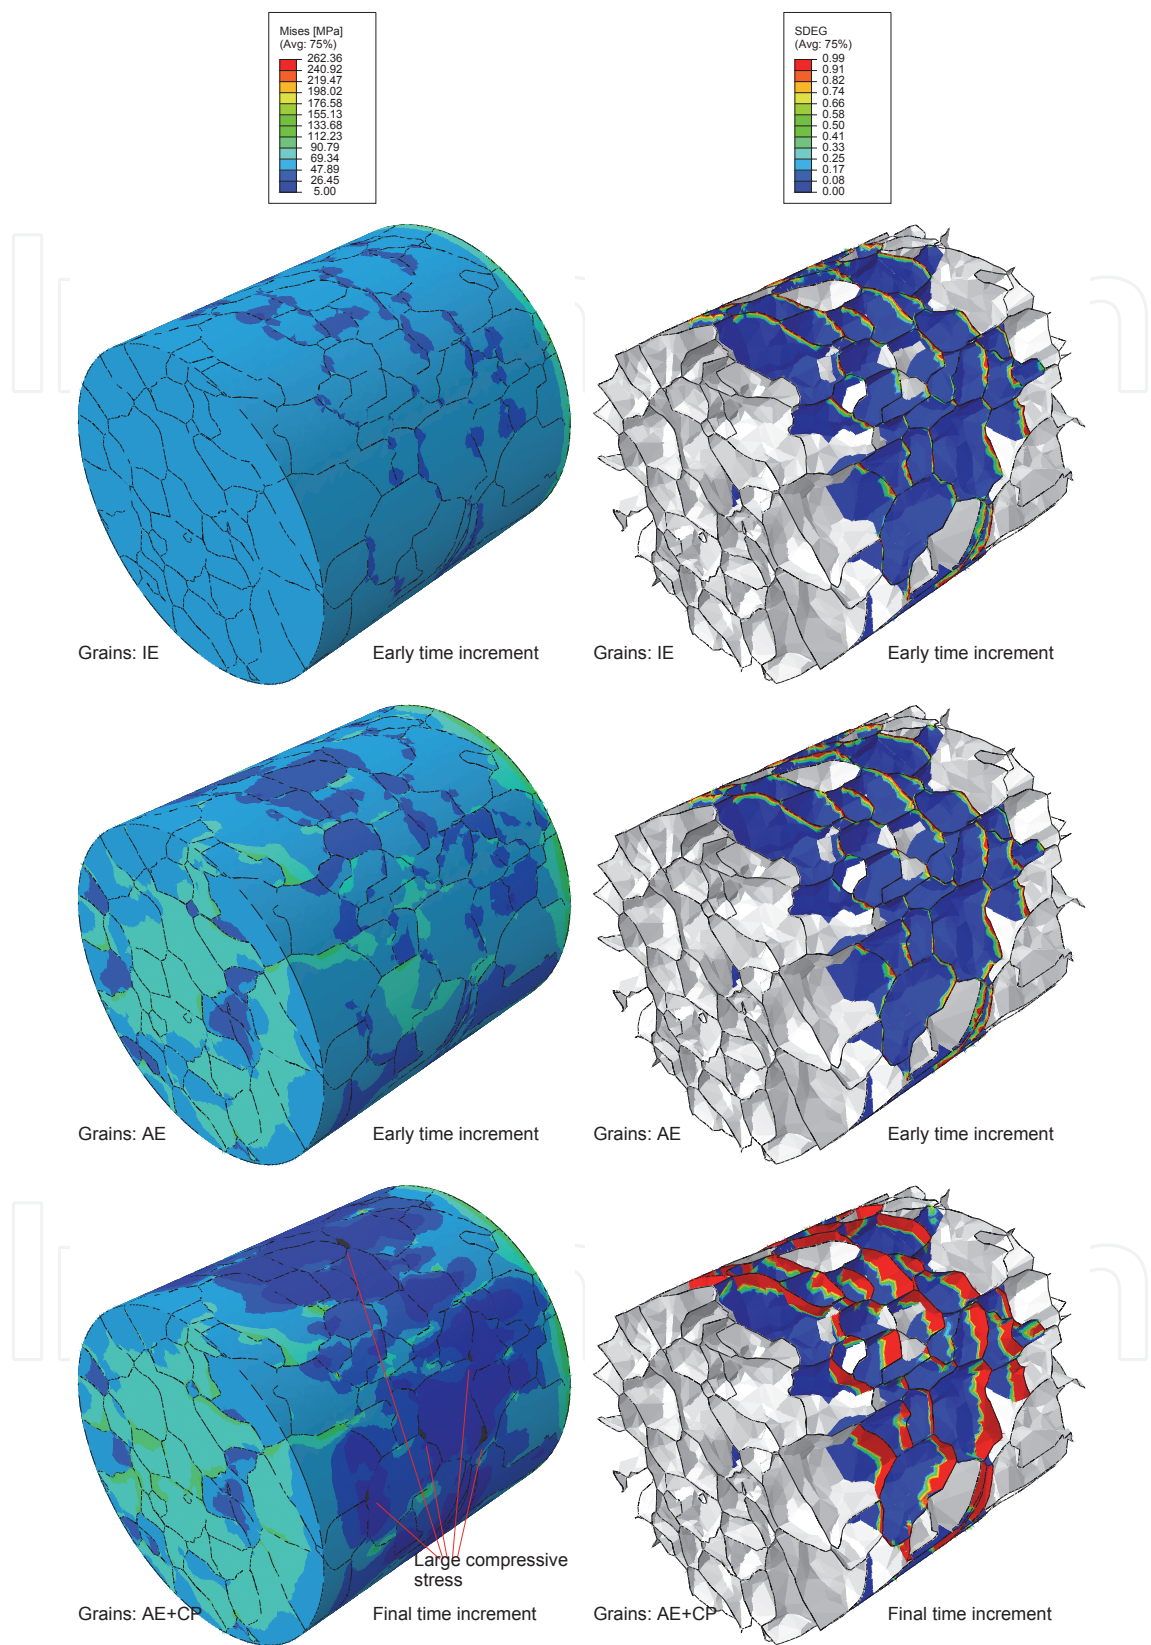 Mises [MPa]
(Avg: 75%)
262.36
240.92
219.47
198.02
176.58
155.13
133.68
112.23
90.79
69.34
47.89
26.45
5.00
SDEG
(Avg: 75%)
0.99
0.91
0.82
0.74
0.66
0.58
0.50
0.41
0.33
0.25
0.17
0.08
0.00
Grains: IE
Early time increment
Grains: IE
Early time increment
Grains: AE
Early time increment
Grains: AE
Early time increment
Large compressive
stress
Grains: AE+CP
Final time increment
Grains: AE+CP
Final time increment